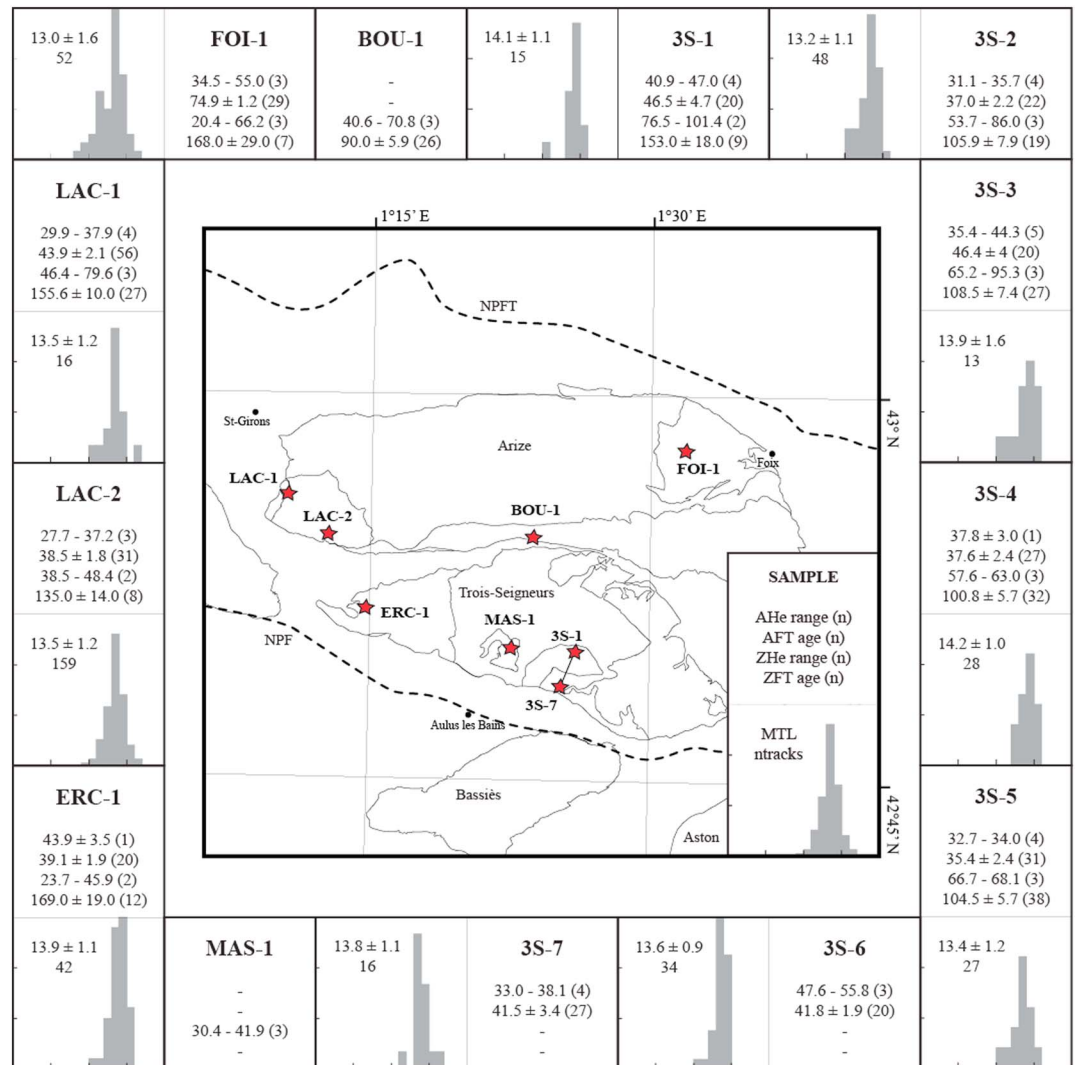 13.0 ± 1.6
52
FOI-1
34.5 - 55.0 (3)
74.9 ± 1.2 (29)
20.4 - 66.2 (3)
168.0 ± 29.0 (7)
BOU-1
-
-
40.6 - 70.8 (3)
90.0 ± 5.9 (26)
14.1 ± 1.1
15
3S-1
40.9 - 47.0 (4)
46.5 ± 4.7 (20)
76.5 - 101.4 (2)
153.0 ± 18.0 (9)
13.2 ± 1.1
48
3S-2
31.1 - 35.7 (4)
37.0 ± 2.2 (22)
53.7 - 86.0 (3)
105.9 ± 7.9 (19)
LAC-1
29.9 - 37.9 (4)
43.9 ± 2.1 (56)
46.4 - 79.6 (3)
155.6 ± 10.0 (27)
13.5 ± 1.2
16
LAC-2
27.7 - 37.2 (3)
38.5 ± 1.8 (31)
38.5 - 48.4 (2)
135.0 ± 14.0 (8)
13.5 ± 1.2
159
ERC-1
43.9 ± 3.5 (1)
39.1 ± 1.9 (20)
23.7 - 45.9 (2)
169.0 ± 19.0 (12)
13.9 ± 1.1
42
1°15' E
1°30' E
NPFT
43° N
St-Girons
Arize
Foix
FOI-1
LAC-1
LAC-2
BOU-1
Trois-Seigneurs
ERC-1
MAS-1
3S-1
NPF
3S-7
Aulus les Bains
Bassiès
Aston
42°45' N
SAMPLE
AHe range (n)
AFT age (n)
ZHe range (n)
ZFT age (n)
MTL
ntracks
3S-3
35.4 - 44.3 (5)
46.4 ± 4 (20)
65.2 - 95.3 (3)
108.5 ± 7.4 (27)
13.9 ± 1.6
13
3S-4
37.8 ± 3.0 (1)
37.6 ± 2.4 (27)
57.6 - 63.0 (3)
100.8 ± 5.7 (32)
14.2 ± 1.0
28
3S-5
32.7 - 34.0 (4)
35.4 ± 2.4 (31)
66.7 - 68.1 (3)
104.5 ± 5.7 (38)
13.4 ± 1.2
27
MAS-1
-
-
30.4 - 41.9 (3)
-
13.8 ± 1.1
16
3S-7
33.0 - 38.1 (4)
41.5 ± 3.4 (27)
-
-
13.6 ± 0.9
34
3S-6
47.6 - 55.8 (3)
41.8 ± 1.9 (20)
-
-